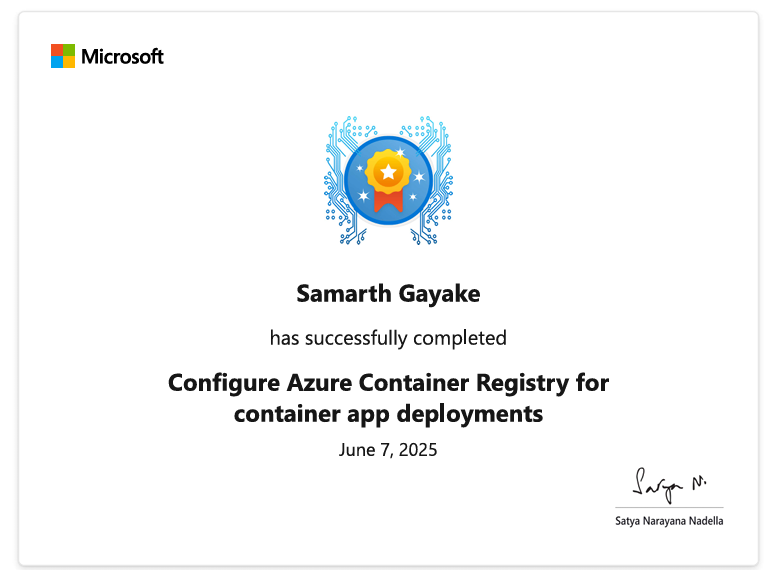 Microsoft
Samarth Gayake
has successfully completed
Configure Azure Container Registry for
container app deployments
June 7, 2025
Satya N.
Satya Narayana Nadella